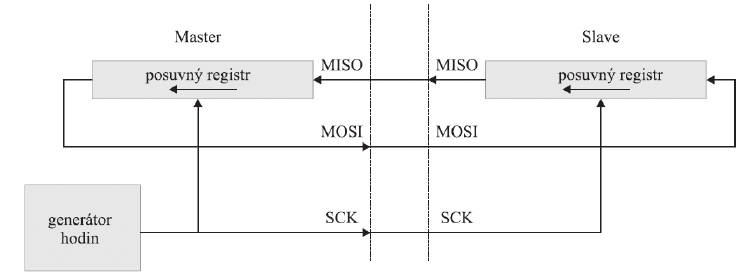 Master
Slave
posuvný registr
MISO
MISO
posuvný registr
MOSI
MOSI
generátor
hodin
SCK
SCK